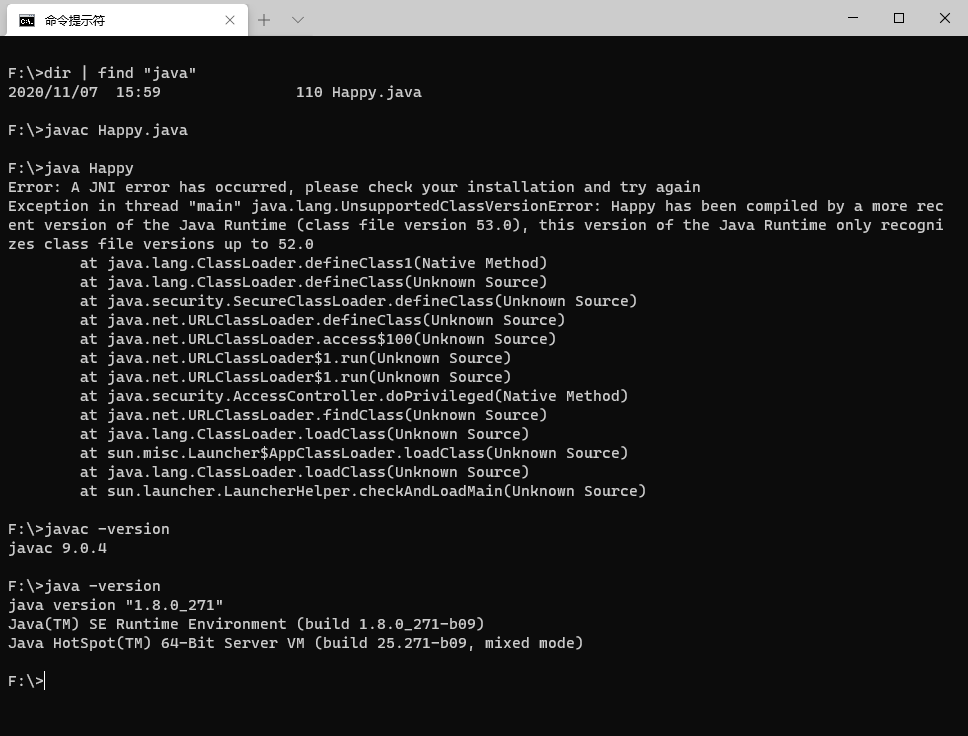 命令提示符
F:\>dir | find "java"
2020/11/07  15:59               110 Happy.java
F:\>javac Happy.java
F:\>java Happy
Error: A JNI error has occurred, please check your installation and try again
Exception in thread "main" java.lang.UnsupportedClassVersionError: Happy has been compiled by a more rec
ent version of the Java Runtime (class file version 53.0), this version of the Java Runtime only recogni
zes class file versions up to 52.0
        at java.lang.ClassLoader.defineClass1(Native Method)
        at java.lang.ClassLoader.defineClass(Unknown Source)
        at java.security.SecureClassLoader.defineClass(Unknown Source)
        at java.net.URLClassLoader.defineClass(Unknown Source)
        at java.net.URLClassLoader.access$100(Unknown Source)
        at java.net.URLClassLoader$1.run(Unknown Source)
        at java.net.URLClassLoader$1.run(Unknown Source)
        at java.security.AccessController.doPrivileged(Native Method)
        at java.net.URLClassLoader.findClass(Unknown Source)
        at java.lang.ClassLoader.loadClass(Unknown Source)
        at sun.misc.Launcher$AppClassLoader.loadClass(Unknown Source)
        at java.lang.ClassLoader.loadClass(Unknown Source)
        at sun.launcher.LauncherHelper.checkAndLoadMain(Unknown Source)
F:\>javac -version
javac 9.0.4
F:\>java -version
java version "1.8.0_271"
Java(TM) SE Runtime Environment (build 1.8.0_271-b09)
Java HotSpot(TM) 64-Bit Server VM (build 25.271-b09, mixed mode)
F:\>